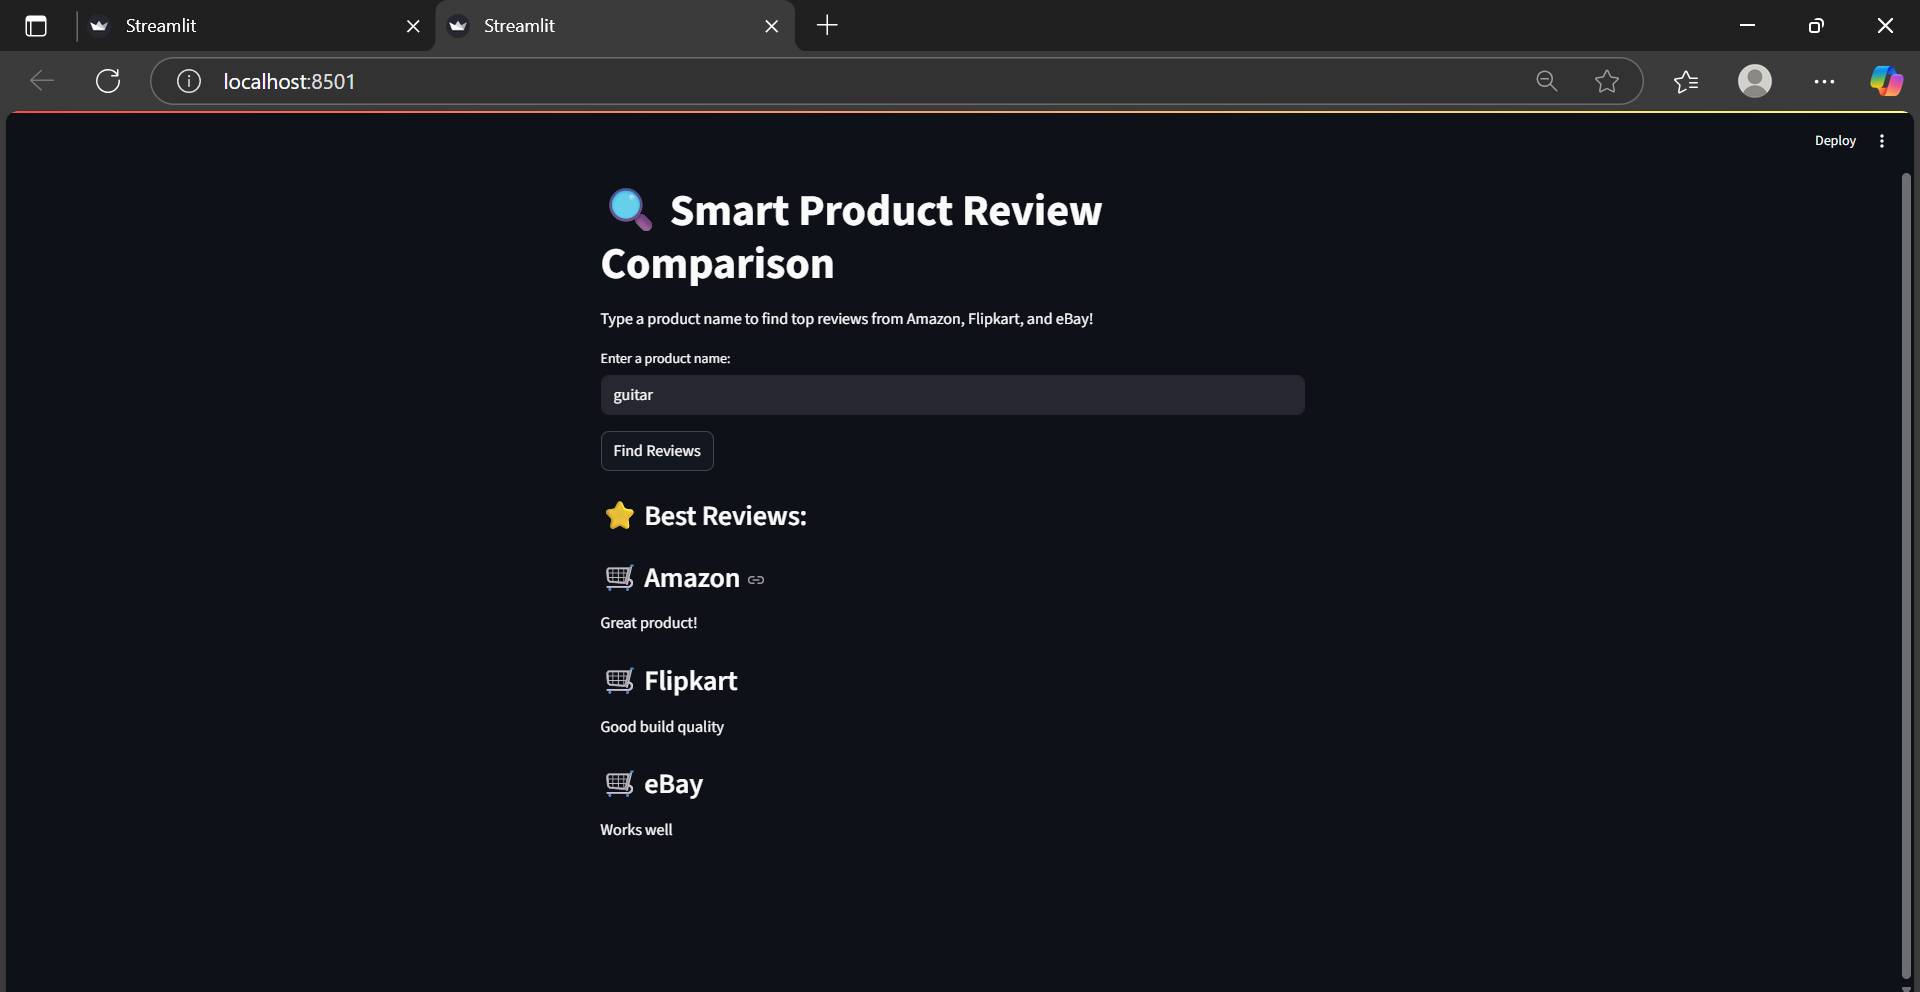 Streamlit
Streamlit
localhost:8501
Deploy
Smart Product Review
Comparison
Type a product name to find top reviews from Amazon, Flipkart, and eBay!
Enter a product name:
guitar
Find Reviews
Best Reviews:
Amazon
Great product!
Flipkart
Good build quality
eBay
Works well